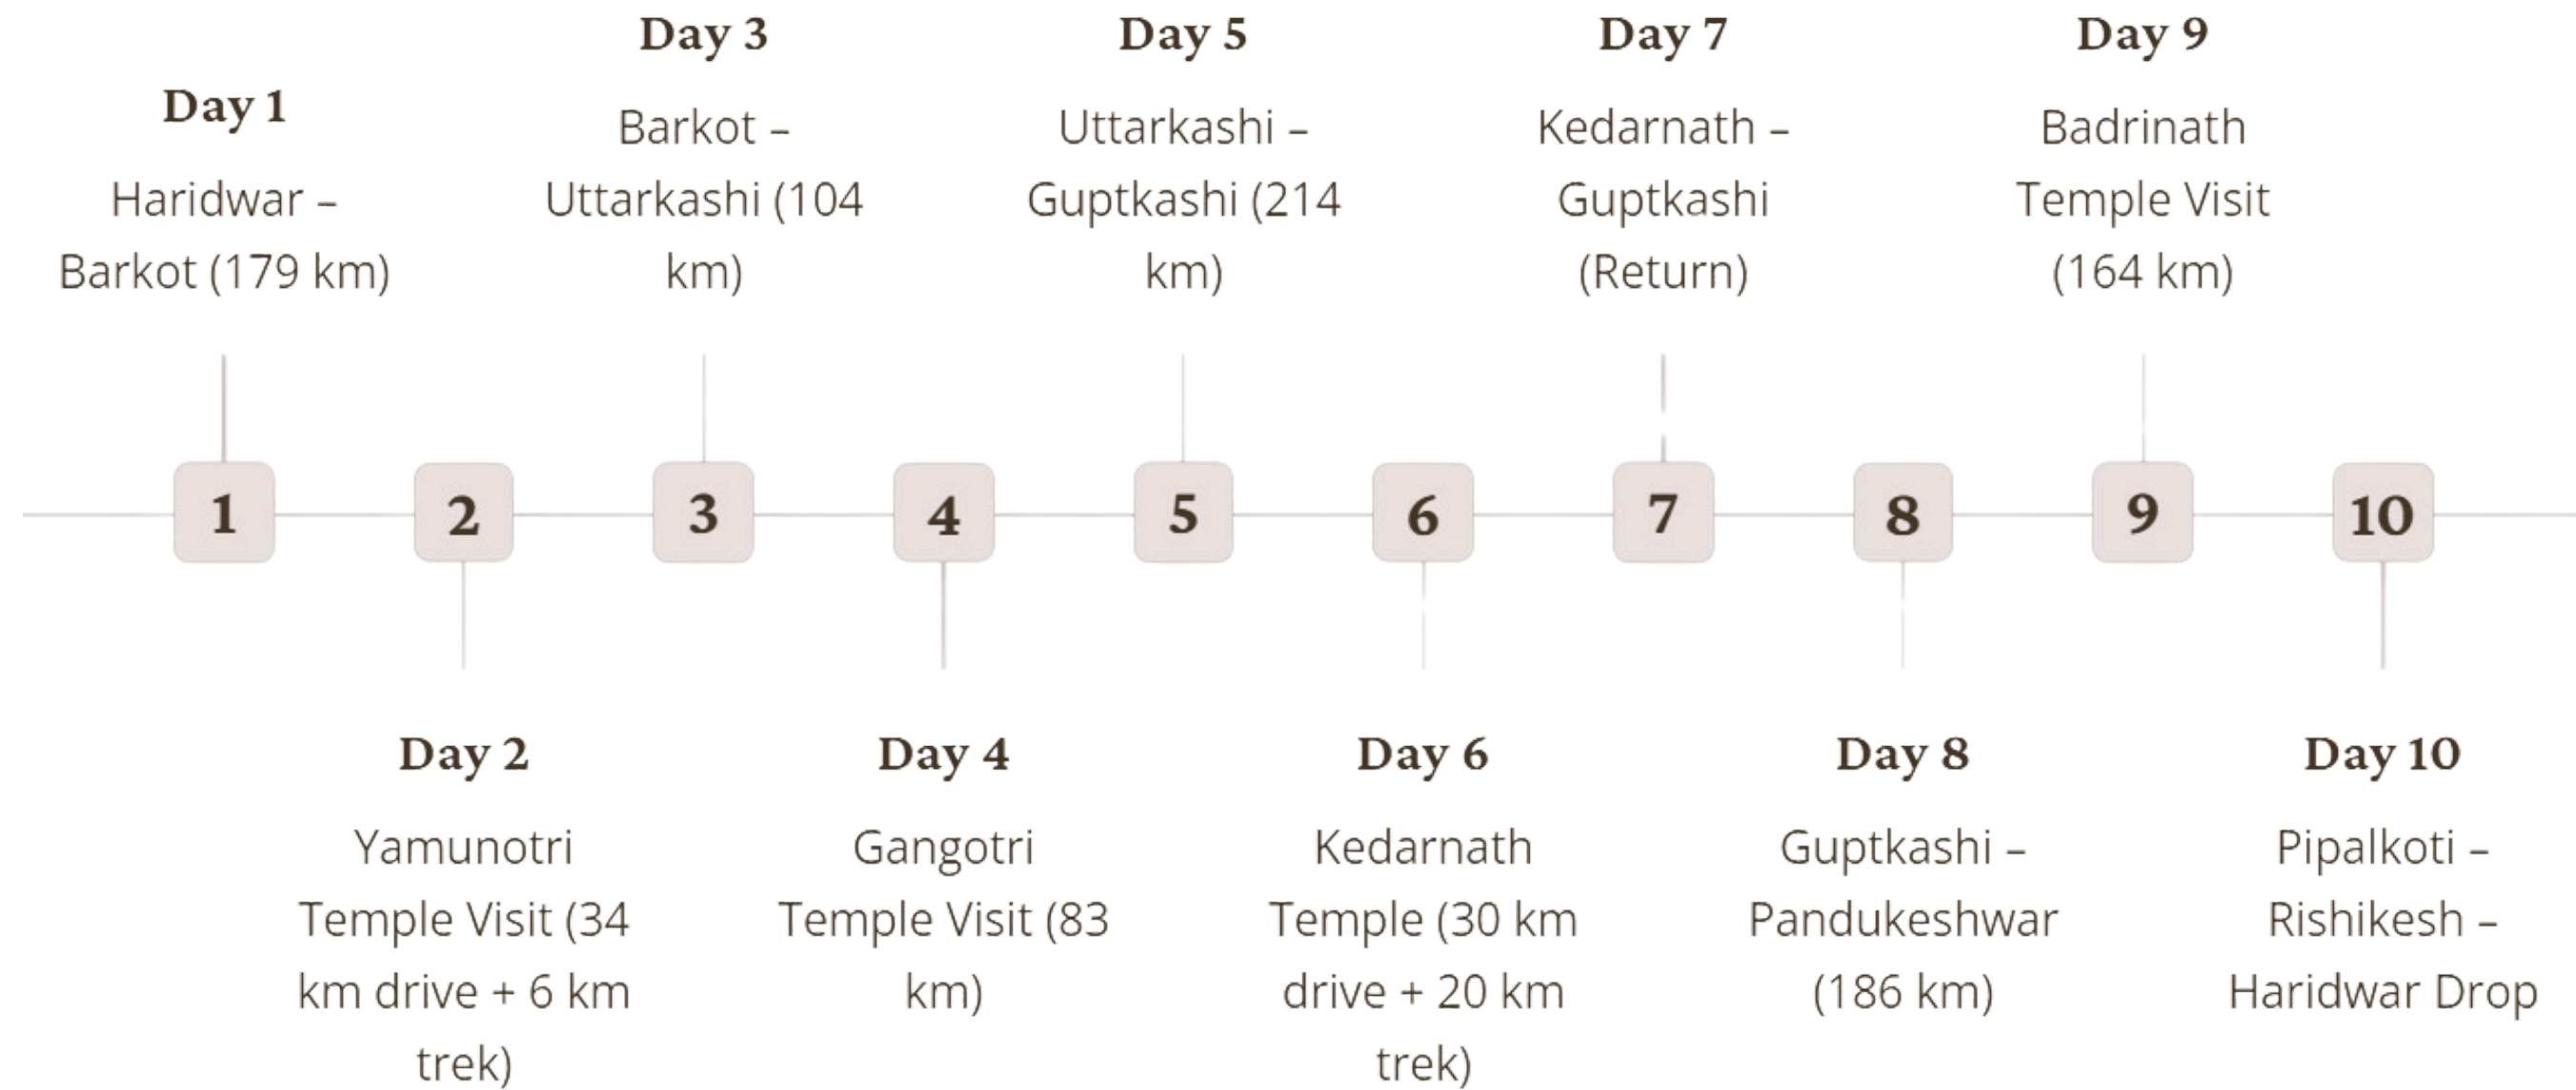 Day 1
Haridwar –
Barkot (179 km)
Day 3
Barkot –
Uttarkashi (104
km)
Day 5
Uttarkashi –
Guptkashi (214
km)
Day 7
Kedarnath –
Guptkashi
(Return)
Day 9
Badrinath
Temple Visit
(164 km)
1
2
3
4
5
6
7
8
9
10
Day 2
Yamunotri
Temple Visit (34
km drive + 6 km
trek)
Day 4
Gangotri
Temple Visit (83
km)
Day 6
Kedarnath
Temple (30 km
drive + 20 km
trek)
Day 8
Guptkashi –
Pandukeshwar
(186 km)
Day 10
Pipalkoti –
Rishikesh –
Haridwar Drop